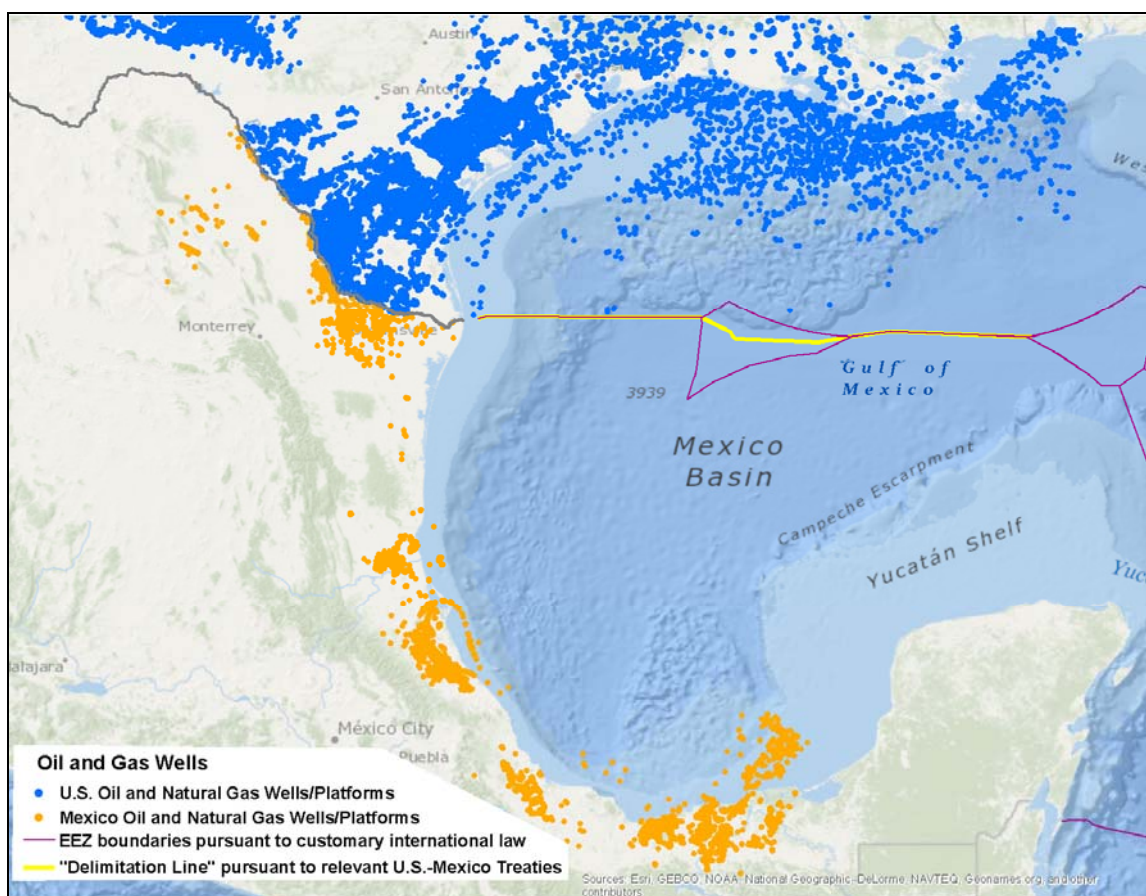 Austin
San Antonio
Monterrey
3939
Gulf of
Mexico
Mexico
Basin
Campeche Escarpment
Yucatán Shelf
México City
Puebla
Oil and Gas Wells
U.S. Oil and Natural Gas Wells/Platforms
Mexico Oil and Natural Gas Wells/Platforms
EEZ boundaries pursuant to customary international law
"Delimitation Line" pursuant to relevant U.S.-Mexico Treaties
Sources: Esri, GEBCO, NOAA, National Geographic, DeLorme, NAVTEQ, Geonames.org, and other
contributors